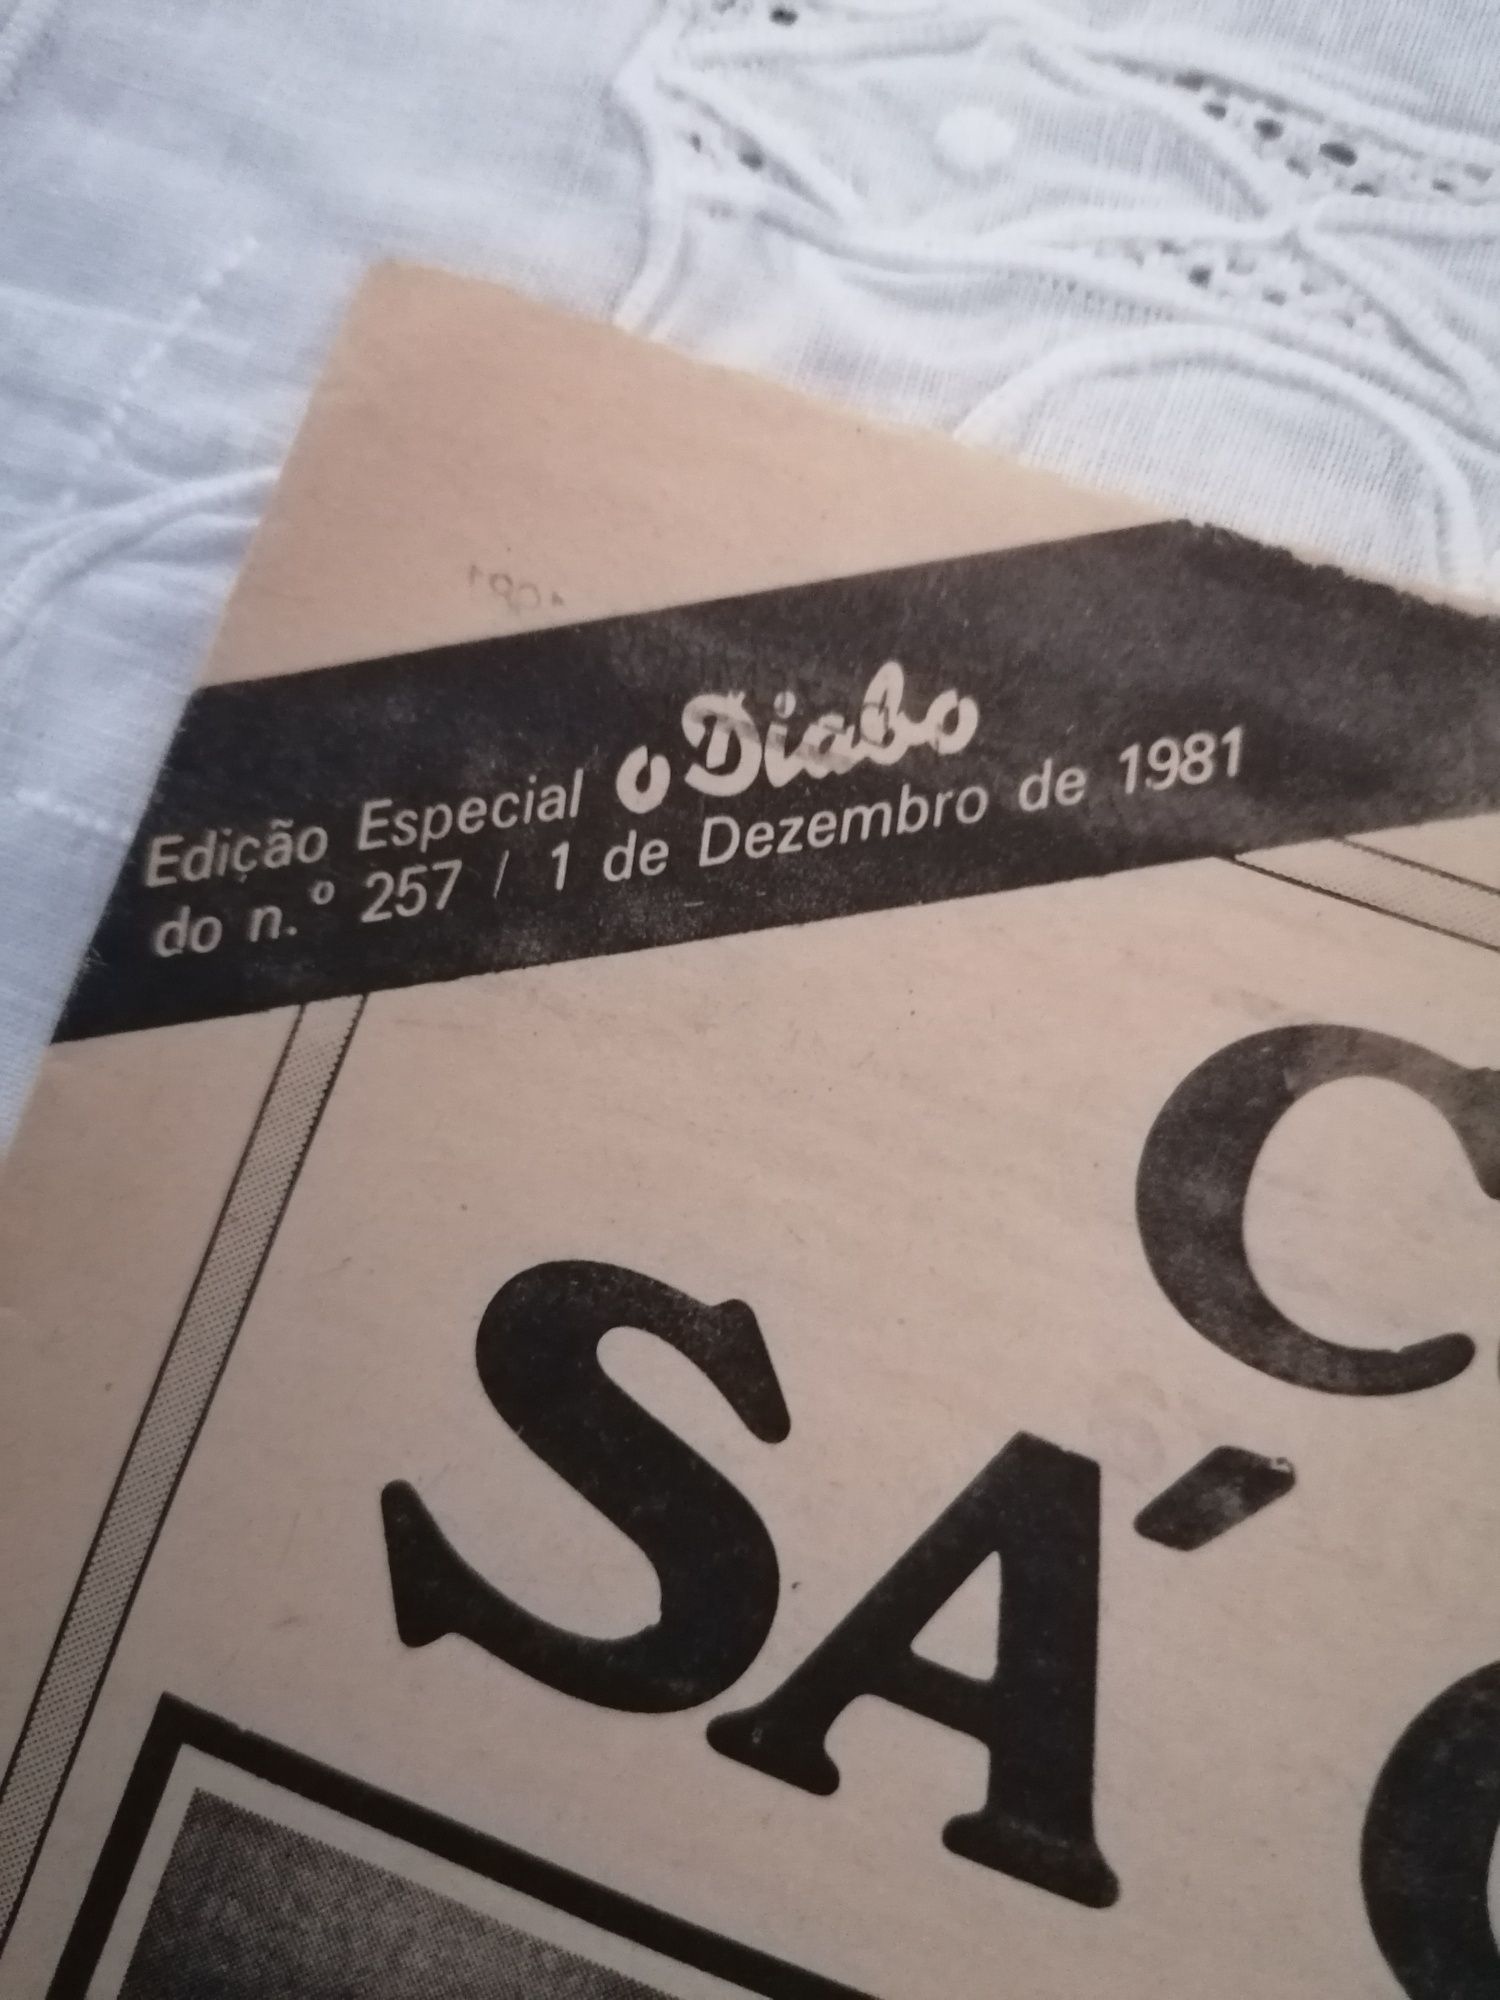 Edição Especial o Diabo
do n.º 257 / 1 de Dezembro de 1981
SÁ